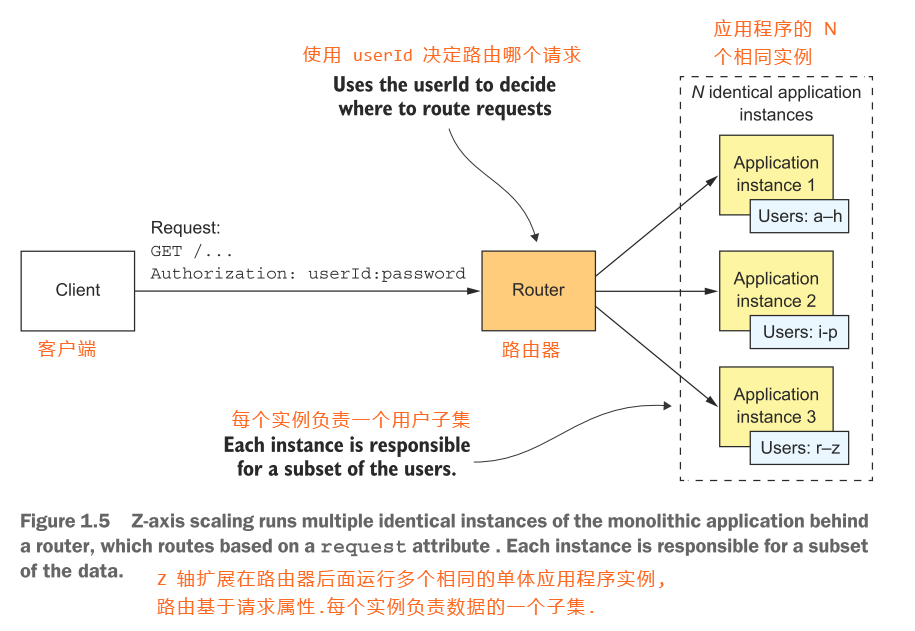 应用程序的 N
个相同实例
使用 userId 决定路由哪个请求
Uses the userId to decide
where to route requests
N identical application
instances
Application
instance 1
Users: a–h
Request:
GET /...
Authorization: userId:password
Client
客户端
Router
路由器
Application
instance 2
Users: i-p
Application
instance 3
Users: r–z
每个实例负责一个用户子集
Each instance is responsible
for a subset of the users.
Figure 1.5 Z-axis scaling runs multiple identical instances of the monolithic application behind
a router, which routes based on a request attribute . Each instance is responsible for a subset
of the data.
Z 轴扩展在路由器后面运行多个相同的单体应用程序实例,
路由基于请求属性.每个实例负责数据的一个子集.